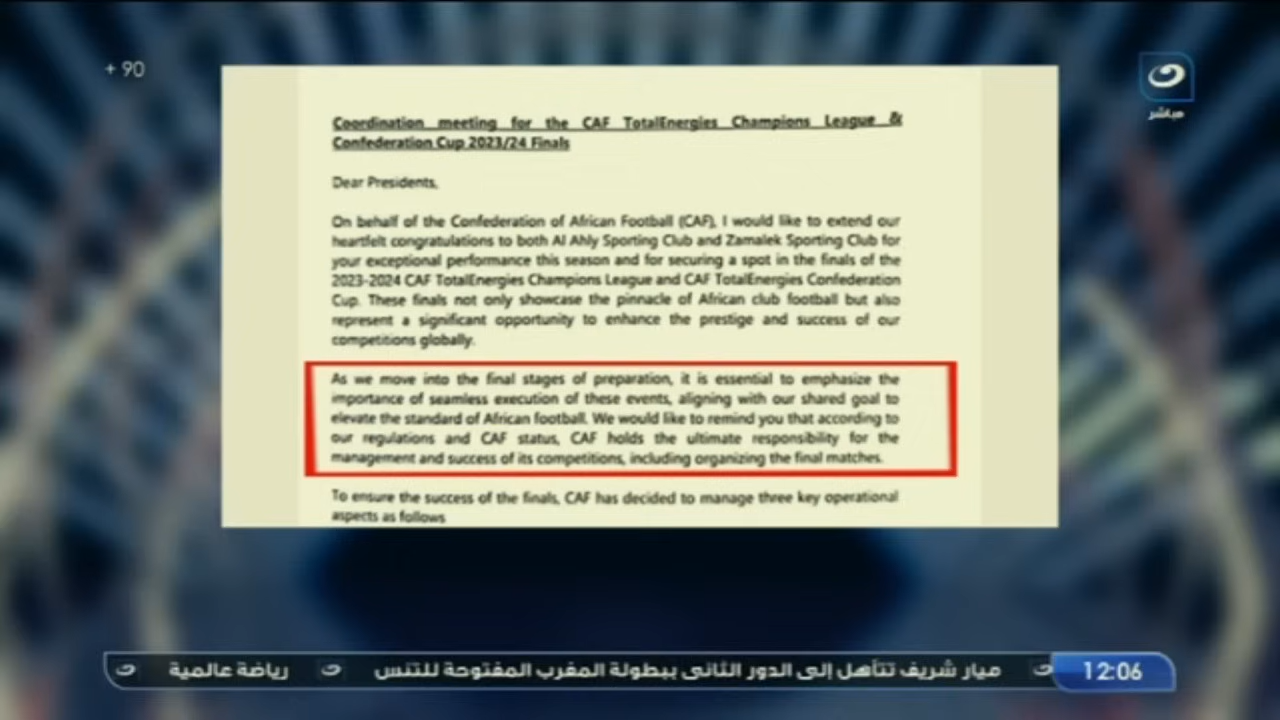 + 90
مباشر
Coordination meeting for the CAF TotalEnergies Champions League &
Confederation Cup 2023/24 Finals
Dear Presidents,
On behalf of the Confederation of African Football (CAF), I would like to extend our
heartfelt congratulations to both Al Ahly Sporting Club and Zamalek Sporting Club for
your exceptional performance this season and for securing a spot in the finals of the
2023-2024 CAF TotalEnergies Champions League and CAF TotalEnergies Confederation
Cup. These finals not only showcase the pinnacle of African club football but also
represent a significant opportunity to enhance the prestige and success of our
competitions globally.
As we move into the final stages of preparation, it is essential to emphasize the
importance of seamless execution of these events, aligning with our shared goal to
elevate the standard of African football. We would like to remind you that according to
our regulations and CAF status, CAF holds the ultimate responsibility for the
management and success of its competitions, including organizing the final matches.
To ensure the success of the finals, CAF has decided to manage three key operational
aspects as follows
ميار شريف تتأهل إلى الدور الثانى ببطولة المغرب المفتوحة للتنس رياضة عالمية
12:06